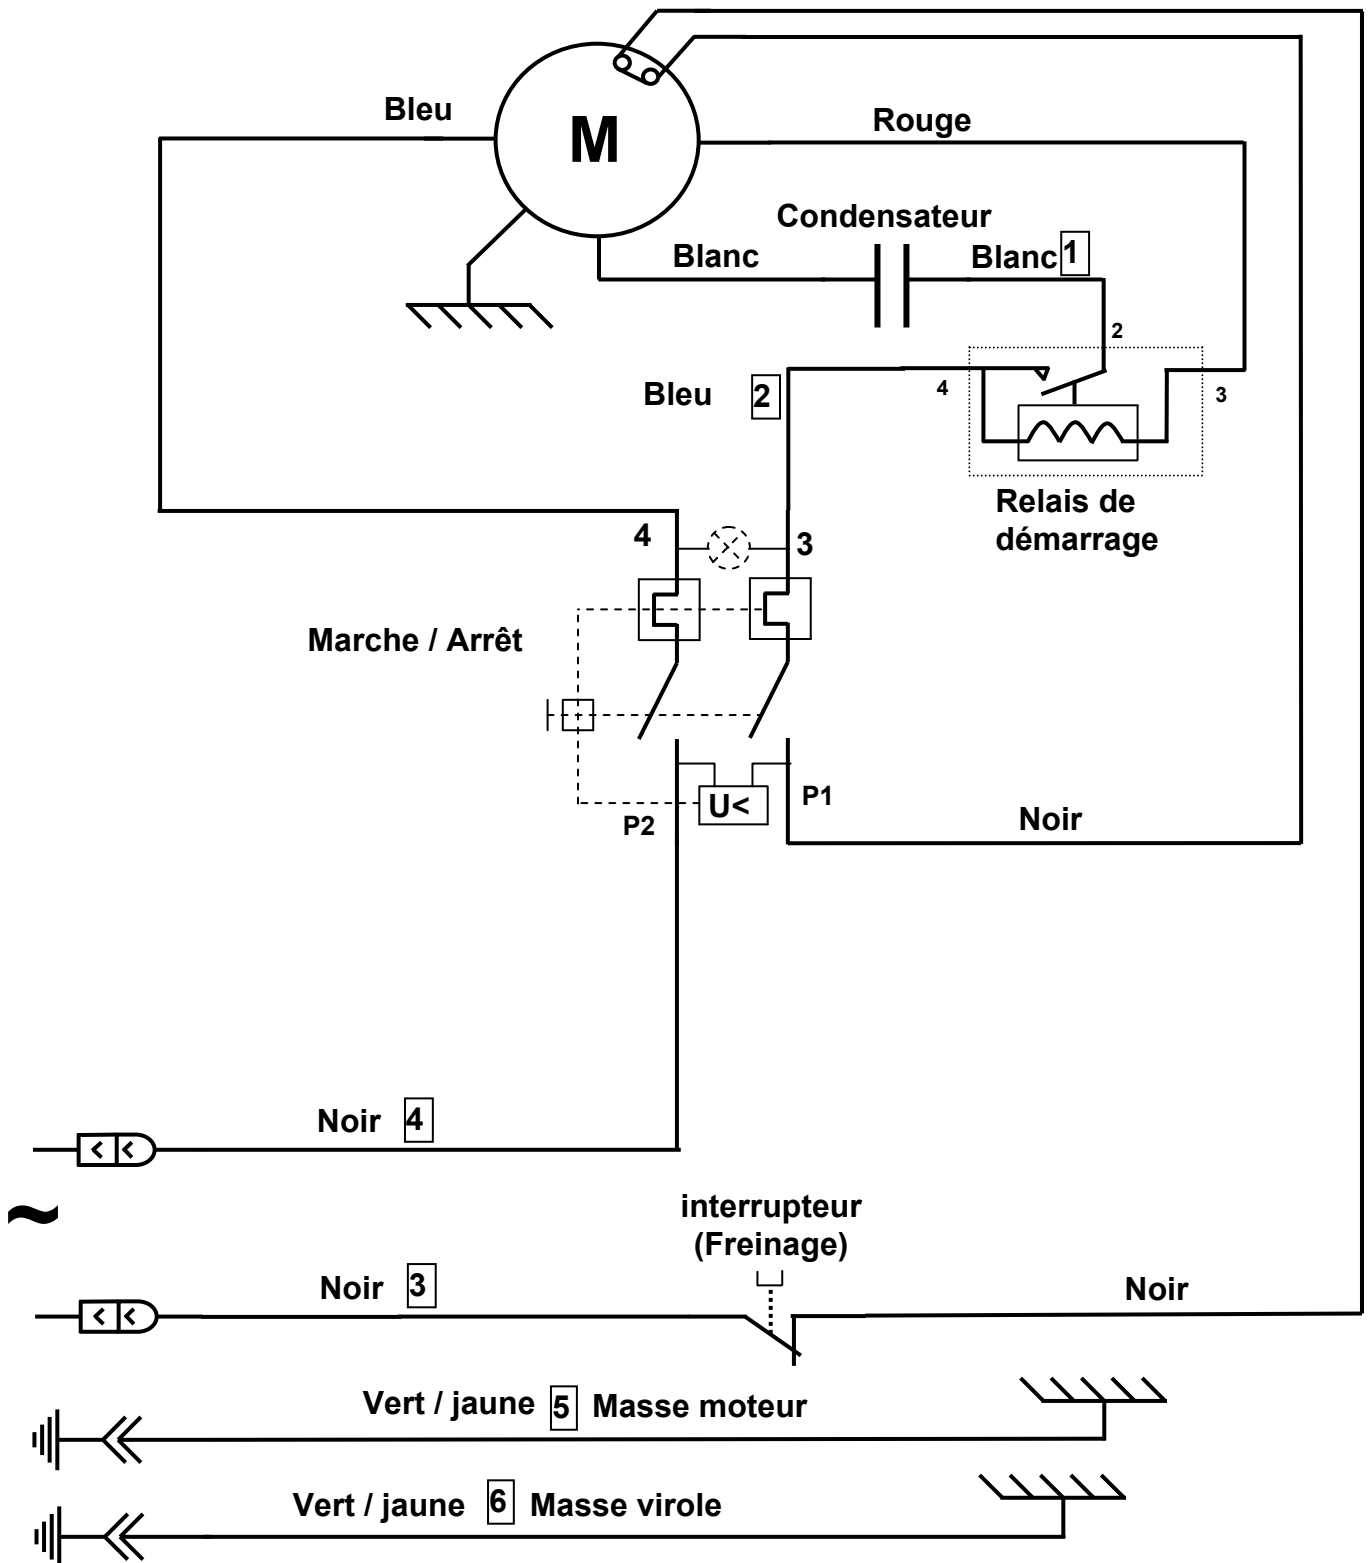 Bleu
M
Rouge
Condensateur
Blanc
Blanc 1
2
Bleu 2
4
3
Relais de
démarrage
4
3
Marche / Arrêt
U<
P1
P2
Noir
Noir 4
~
interrupteur
(Freinage)
Noir 3
Noir
Vert / jaune 5 Masse moteur
Vert / jaune 6 Masse virole